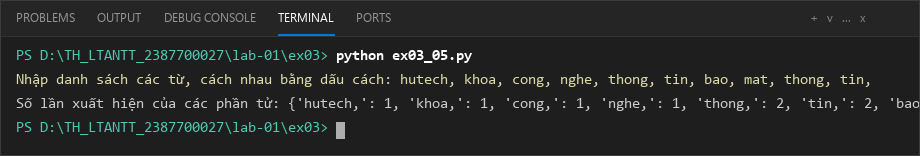 PROBLEMS OUTPUT DEBUG CONSOLE TERMINAL PORTS + v ... x
PS D:\TH_LTANTT_2387700027\lab-01\ex03> python ex03_05.py
Nhập danh sách các từ, cách nhau bằng dấu cách: hutech, khoa, cong, nghe, thong, tin, bao, mat, thong, tin,
Số lần xuất hiện của các phần tử: {'hutech,': 1, 'khoa,': 1, 'cong,': 1, 'nghe,': 1, 'thong,': 2, 'tin,': 2, 'bao
PS D:\TH_LTANTT_2387700027\lab-01\ex03>